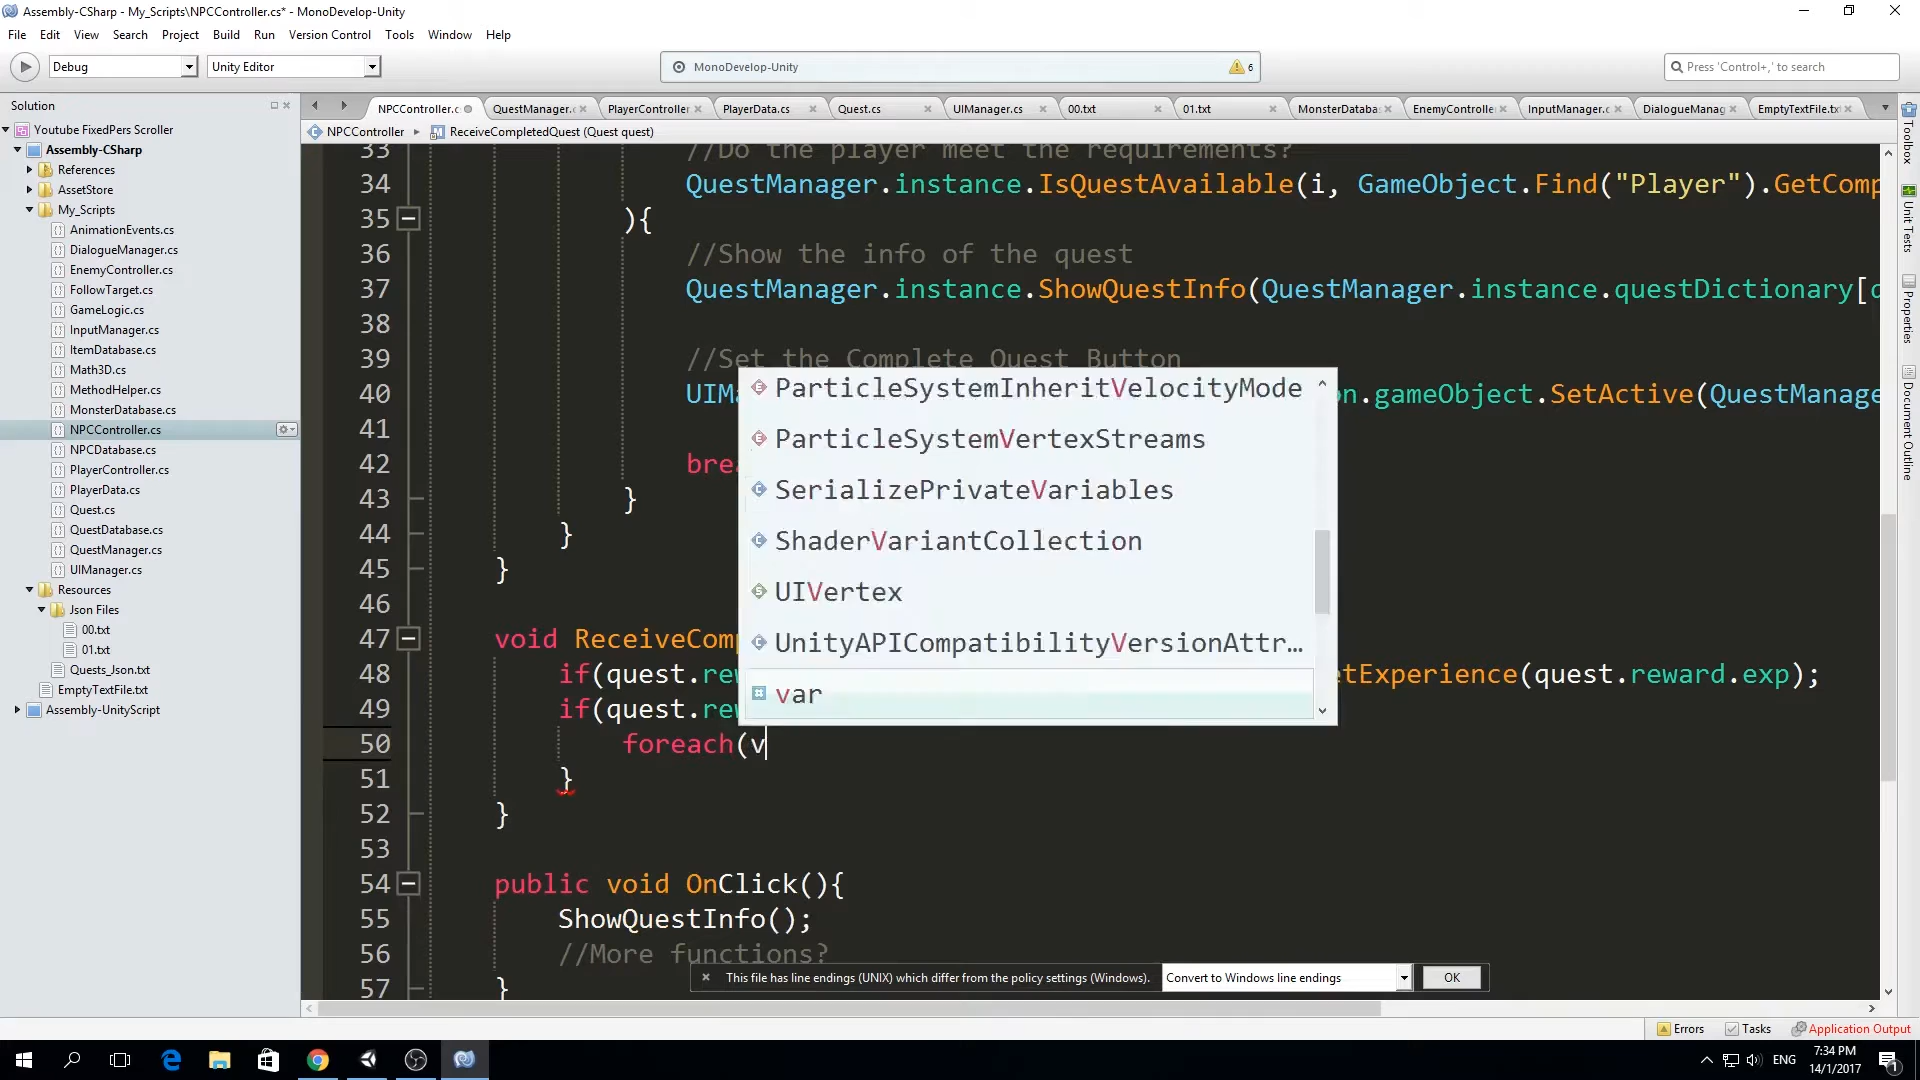 Assembly-CSharp - My_Scripts\NPCController.cs* - MonoDevelop-Unity
File Edit View Search Project Build Run Version Control Tools Window Help
Debug Unity Editor MonoDevelop-Unity 6 Press 'Control+,' to search
Solution
NPCController.c QuestManager.c PlayerController PlayerData.cs Quest.cs UIManager.cs 00.txt 01.txt MonsterDataba EnemyControlle InputManager.c DialogueManag EmptyTextFile.tx
NPCController ReceiveCompletedQuest (Quest quest)
Youtube FixedPers Scroller
Assembly-CSharp
References
AssetStore
My_Scripts
AnimationEvents.cs
DialogueManager.cs
EnemyController.cs
FollowTarget.cs
GameLogic.cs
InputManager.cs
ItemDatabase.cs
Math3D.cs
MethodHelper.cs
MonsterDatabase.cs
NPCController.cs
NPCDatabase.cs
PlayerController.cs
PlayerData.cs
Quest.cs
QuestDatabase.cs
QuestManager.cs
UIManager.cs
Resources
Json Files
00.txt
01.txt
Quests_Json.txt
EmptyTextFile.txt
Assembly-UnityScript
33 //Do the player meet the requirements?
34 QuestManager.instance.IsQuestAvailable(i, GameObject.Find("Player").GetComp
35 ){
36 //Show the info of the quest
37 QuestManager.instance.ShowQuestInfo(QuestManager.instance.questDictionary[
38
39 //Set the Complete Quest Button
40 UIMa on.gameObject.SetActive(QuestManage
41
42 brea
43 }
44 }
45 }
46
47 void ReceiveComp
48 if(quest.rew etExperience(quest.reward.exp);
49 if(quest.rew
50 foreach(v
51 }
52 }
53
54 public void OnClick(){
55 ShowQuestInfo();
56 //More functions?
57 }
ParticleSystemInheritVelocityMode
ParticleSystemVertexStreams
SerializePrivateVariables
ShaderVariantCollection
UIVertex
UnityAPICompatibilityVersionAttr...
var
This file has line endings (UNIX) which differ from the policy settings (Windows). Convert to Windows line endings OK
Toolbox
Unit Tests
Properties
Document Outline
Errors Tasks Application Output
ENG 7:34 PM
14/1/2017
1